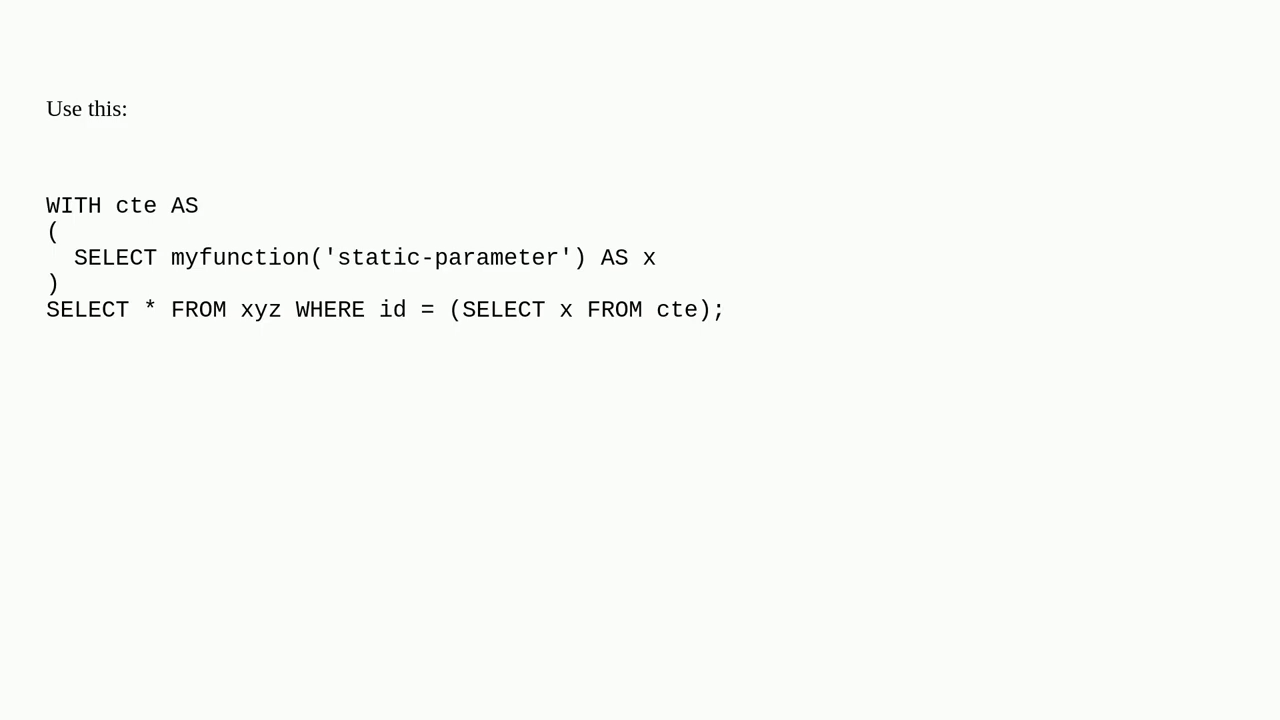 Use this:
WITH cte AS
(
  SELECT myfunction('static-parameter') AS x
)
SELECT * FROM xyz WHERE id = (SELECT x FROM cte);